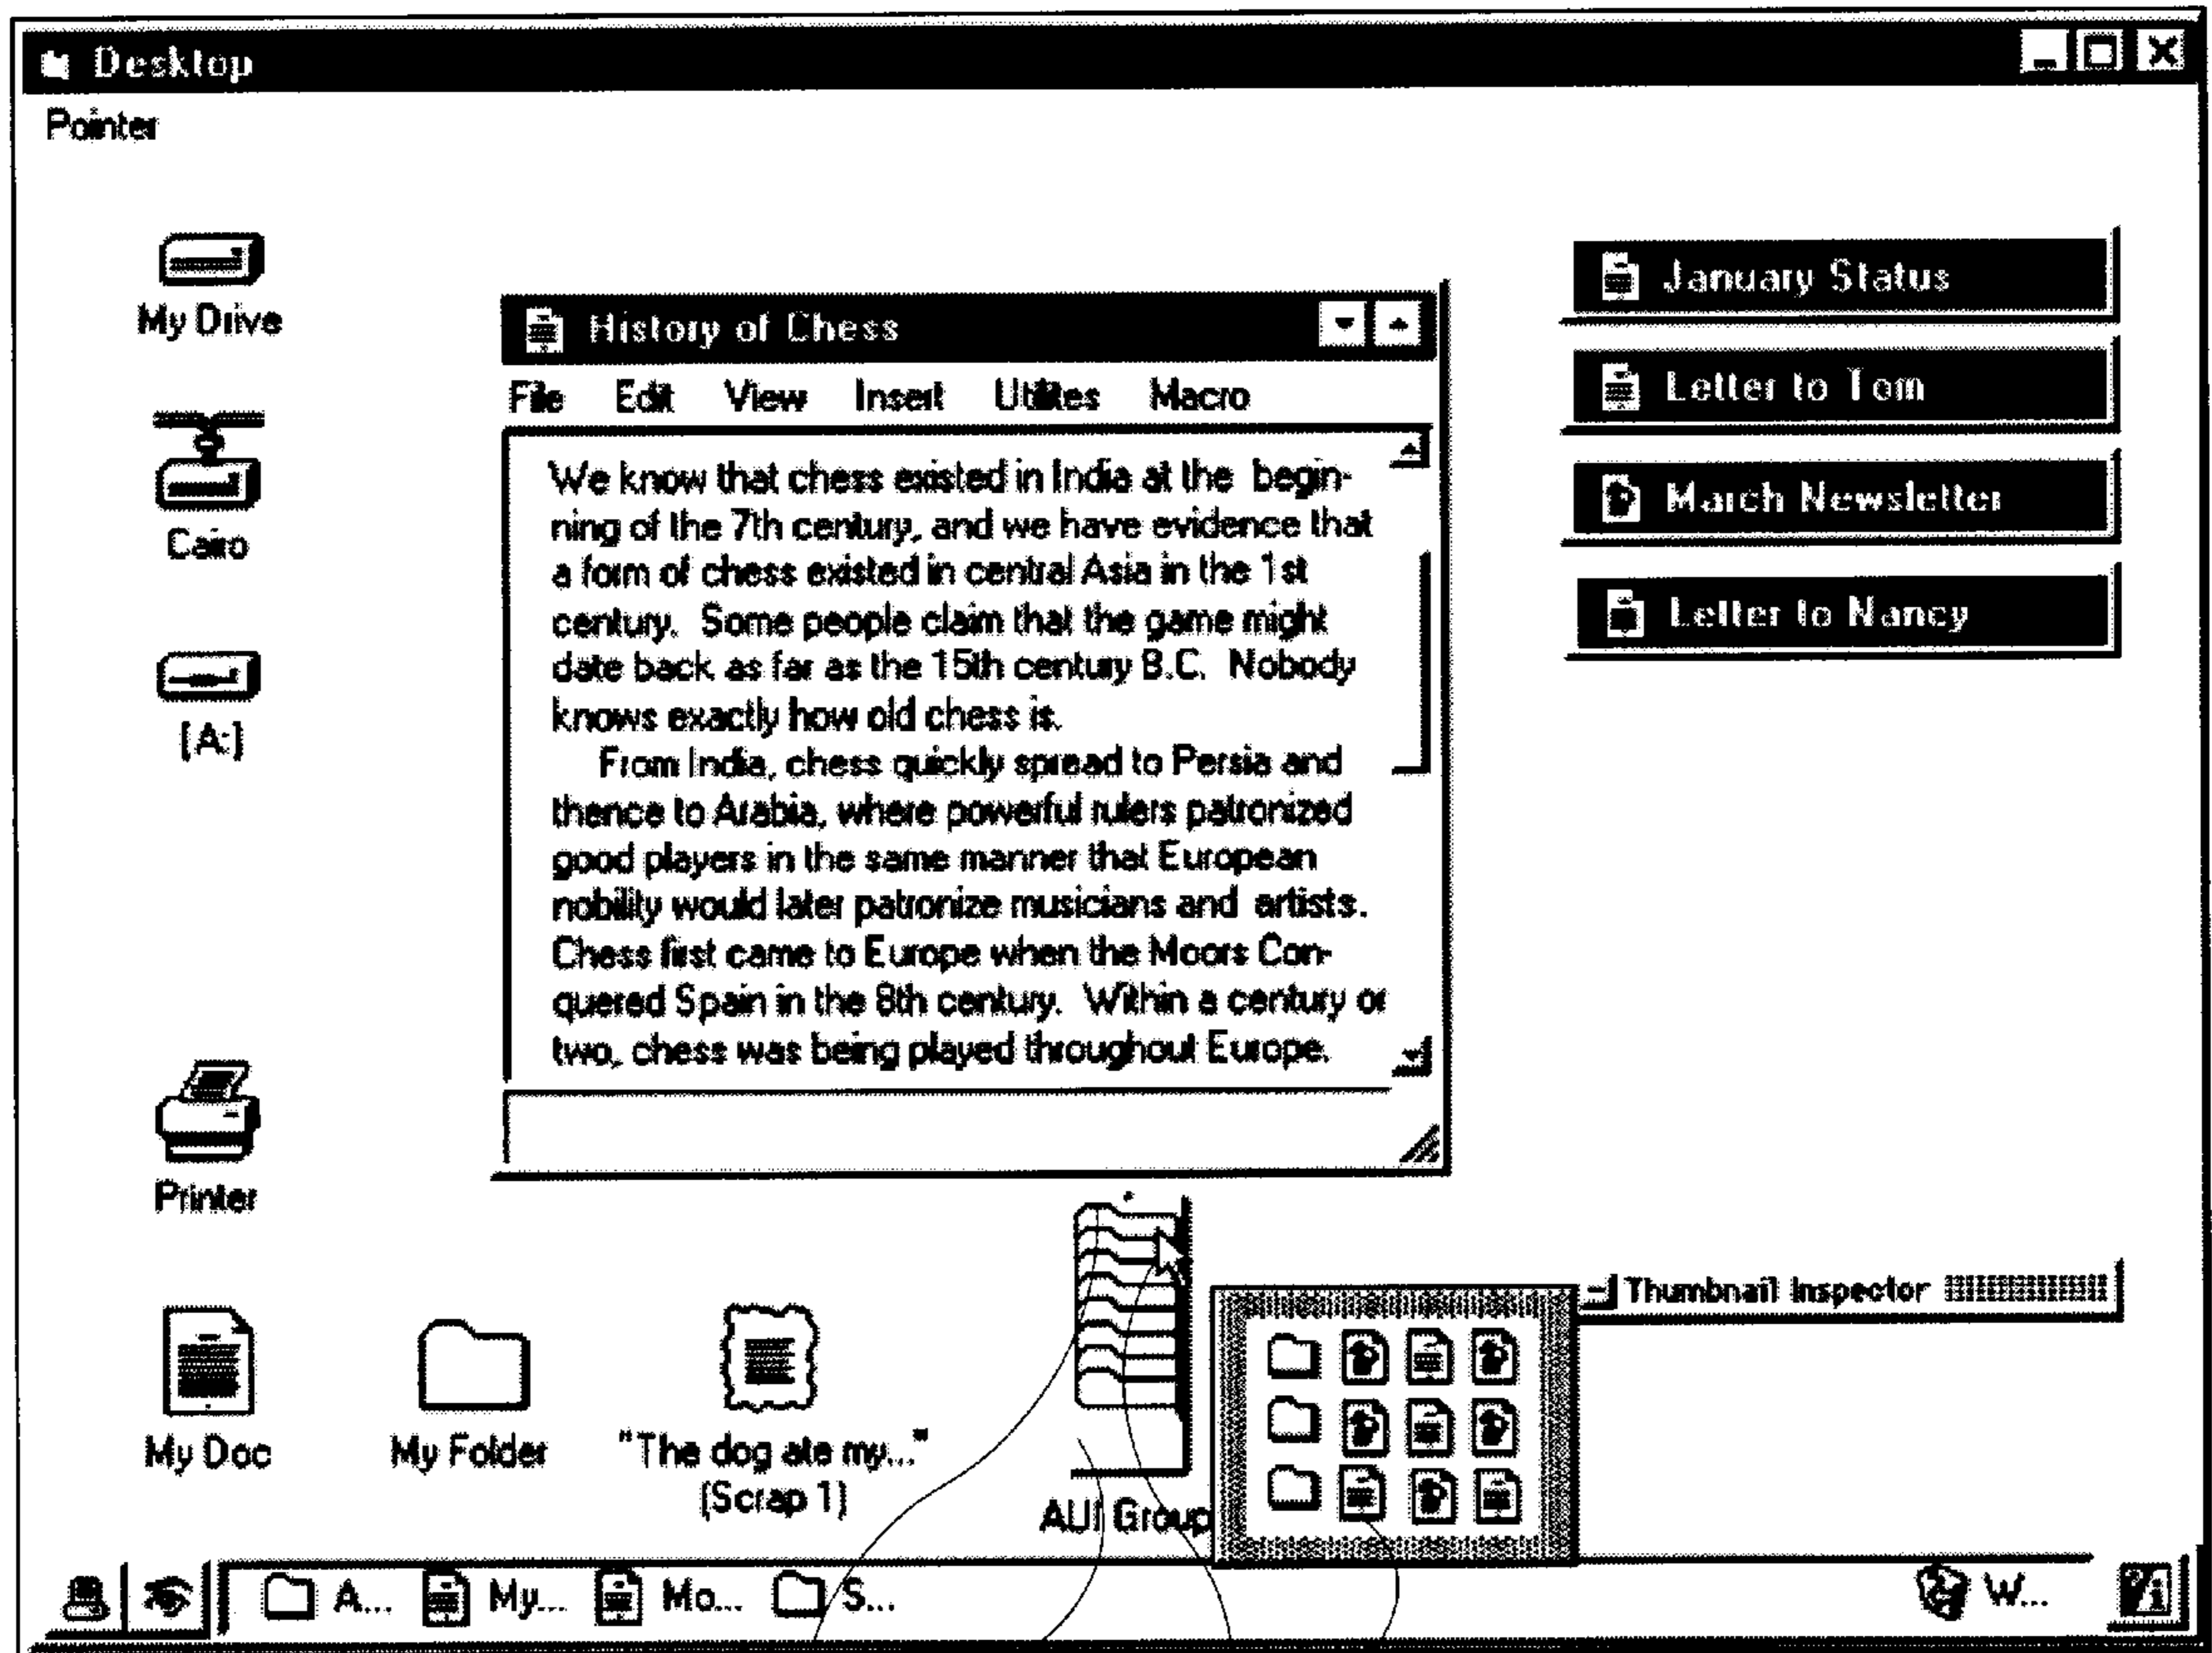 Desktop
Pointer
My Drive
Cairo
[A:]
Printer
My Doc
My Folder
"The dog ate my..."
(Scrap 1)
History of Chess
File Edit View Insert Utilites Macro
We know that chess existed in India at the begin-
ning of the 7th century, and we have evidence that
a form of chess existed in central Asia in the 1st
century. Some people claim that the game might
date back as far as the 15th century B.C. Nobody
knows exactly how old chess is.
From India, chess quickly spread to Persia and
thence to Arabia, where powerful rulers patronized
good players in the same manner that European
nobility would later patronize musicians and artists.
Chess first came to Europe when the Moors Con-
quered Spain in the 8th century. Within a century or
two, chess was being played throughout Europe.
January Status
Letter to Tom
March Newsletter
Letter to Nancy
AUI Group
Thumbnail Inspector
A... My... Mo... S... W... ?/i